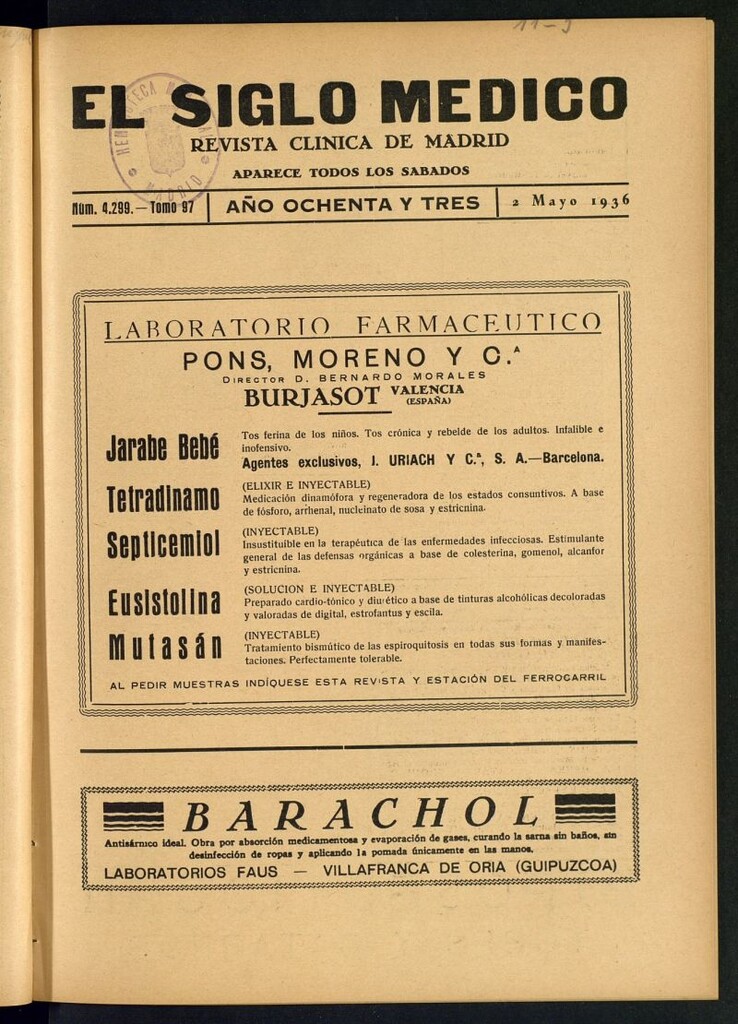 11-9
EL SIGLO MEDICO
REVISTA CLINICA DE MADRID
APARECE TODOS LOS SABADOS
Núm. 4.299.—Tomo 97 | AÑO OCHENTA Y TRES | 2 Mayo 1936
HEMEROTECA MADRID
LABORATORIO FARMACEUTICO
PONS, MORENO Y C.ª
DIRECTOR D. BERNARDO MORALES
BURJASOT VALENCIA (ESPAÑA)
Jarabe Bebé
Tos ferina de los niños. Tos crónica y rebelde de los adultos. Infalible e
inofensivo.
Agentes exclusivos, J. URIACH Y C.ª, S. A.—Barcelona.
Tetradinamo
(ELIXIR E INYECTABLE)
Medicación dinamófora y regeneradora de los estados consuntivos. A base
de fósforo, arrhenal, nucleinato de sosa y estricnina.
Septicemiol
(INYECTABLE)
Insustituíble en la terapéutica de las enfermedades infecciosas. Estimulante
general de las defensas orgánicas a base de colesterina, gomenol, alcanfor
y estricnina.
Eusistolina
(SOLUCION E INYECTABLE)
Preparado cardio-tónico y diurético a base de tinturas alcohólicas decoloradas
y valoradas de digital, estrofantus y escila.
Mutasán
(INYECTABLE)
Tratamiento bismútico de las espiroquitosis en todas sus formas y manifes-
taciones. Perfectamente tolerable.
AL PEDIR MUESTRAS INDÍQUESE ESTA REVISTA Y ESTACIÓN DEL FERROCARRIL
BARACHOL
Antisárnico ideal. Obra por absorción medicamentosa y evaporación de gases, curando la sarna sin baños, sin
desinfección de ropas y aplicando la pomada únicamente en las manos.
LABORATORIOS FAUS — VILLAFRANCA DE ORIA (GUIPUZCOA)